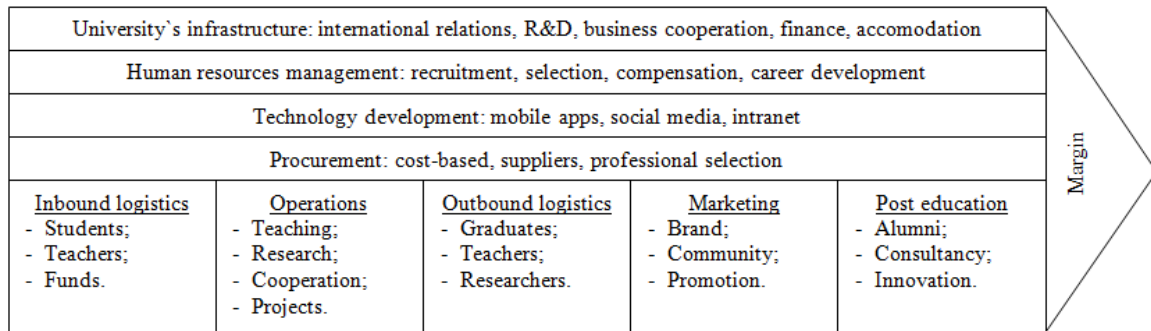 University`s infrastructure: international relations, R&D, business cooperation, finance, accomodation
Human resources management: recruitment, selection, compensation, career development
Technology development: mobile apps, social media, intranet
Procurement: cost-based, suppliers, professional selection
Inbound logistics
- Students;
- Teachers;
- Funds.
Operations
- Teaching;
- Research;
- Cooperation;
- Projects.
Outbound logistics
- Graduates;
- Teachers;
- Researchers.
Marketing
- Brand;
- Community;
- Promotion.
Post education
- Alumni;
- Consultancy;
- Innovation.
Margin